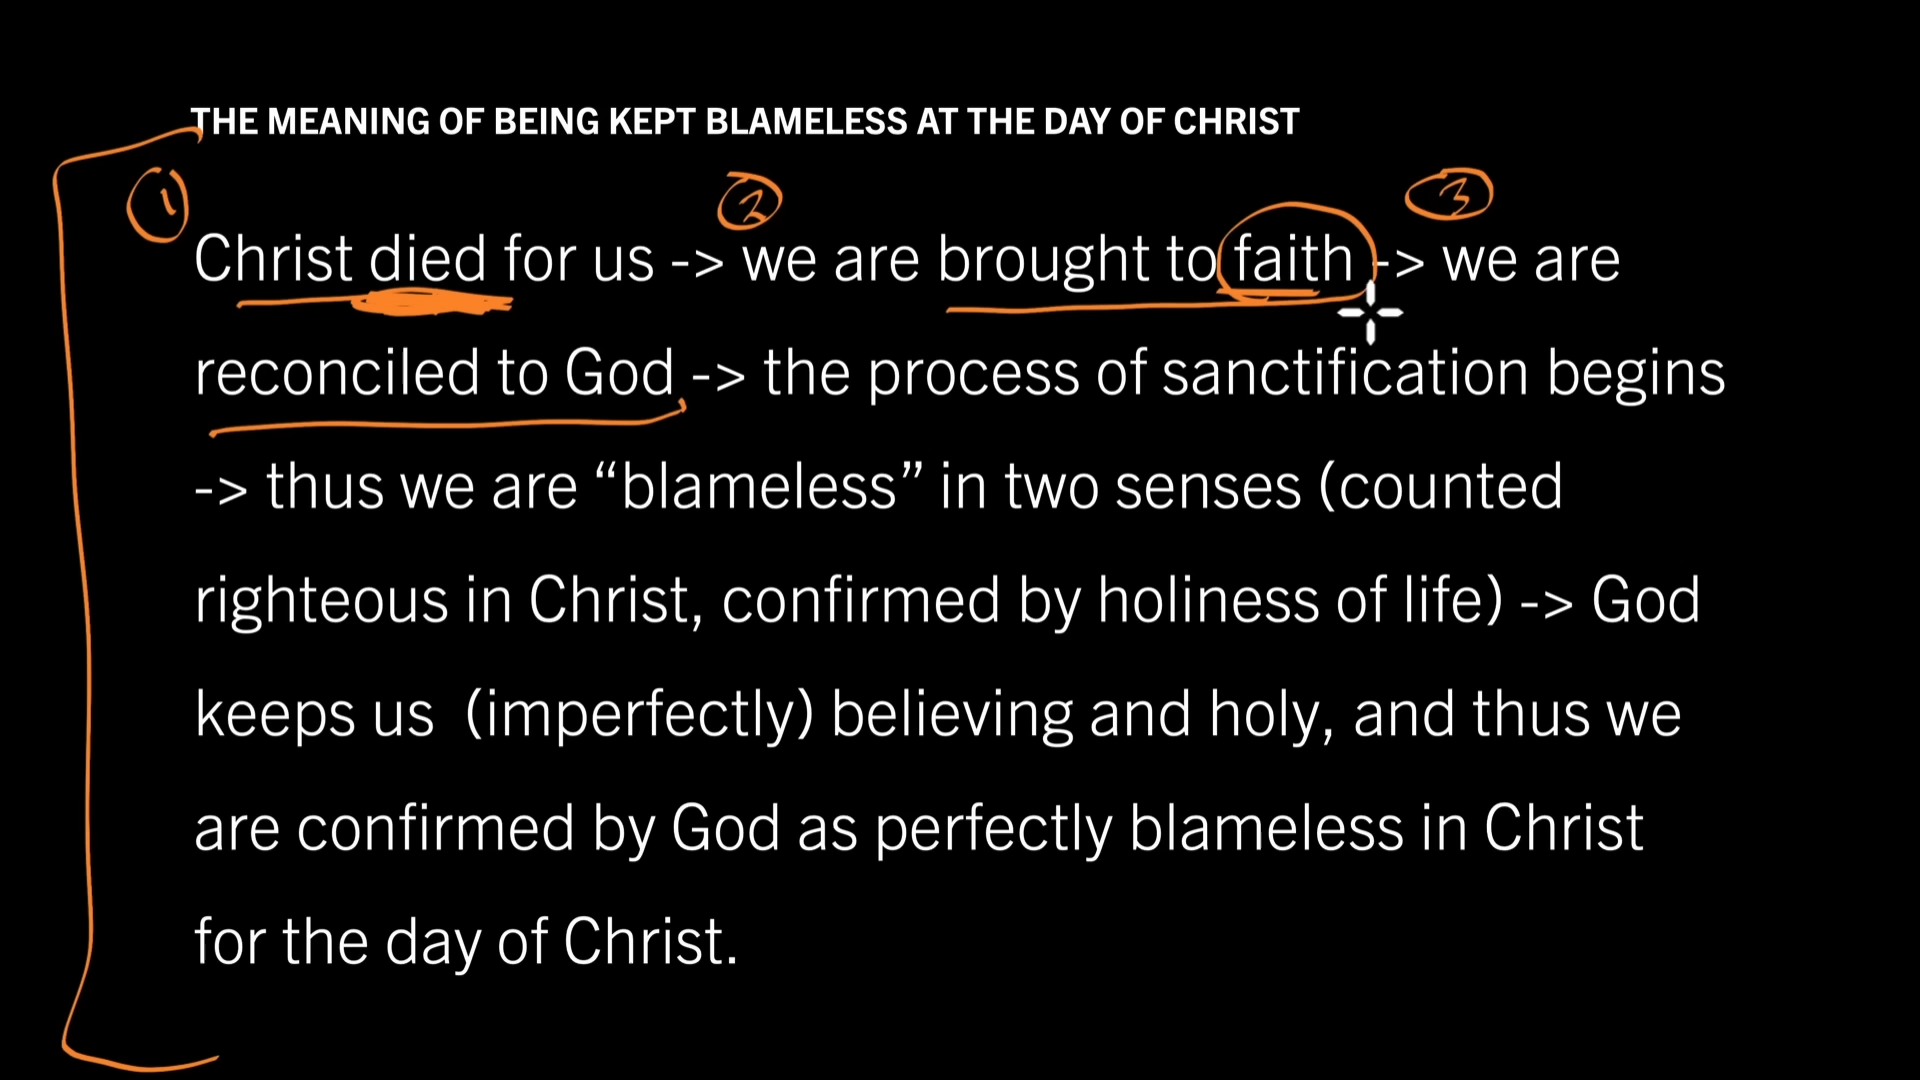 THE MEANING OF BEING KEPT BLAMELESS AT THE DAY OF CHRIST
1 2 3
Christ died for us -> we are brought to faith -> we are
reconciled to God -> the process of sanctification begins
-> thus we are “blameless” in two senses (counted
righteous in Christ, confirmed by holiness of life) -> God
keeps us (imperfectly) believing and holy, and thus we
are confirmed by God as perfectly blameless in Christ
for the day of Christ.